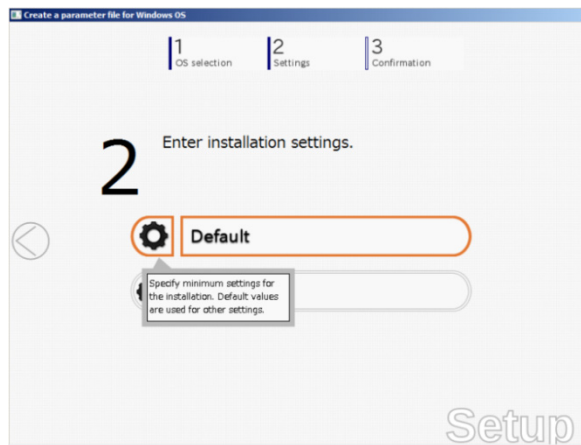 Create a parameter file for Windows OS
1
OS selection
2
Settings
3
Confirmation
2
Enter installation settings.
Default
Specify minimum settings for
the installation. Default values
are used for other settings.
Setup